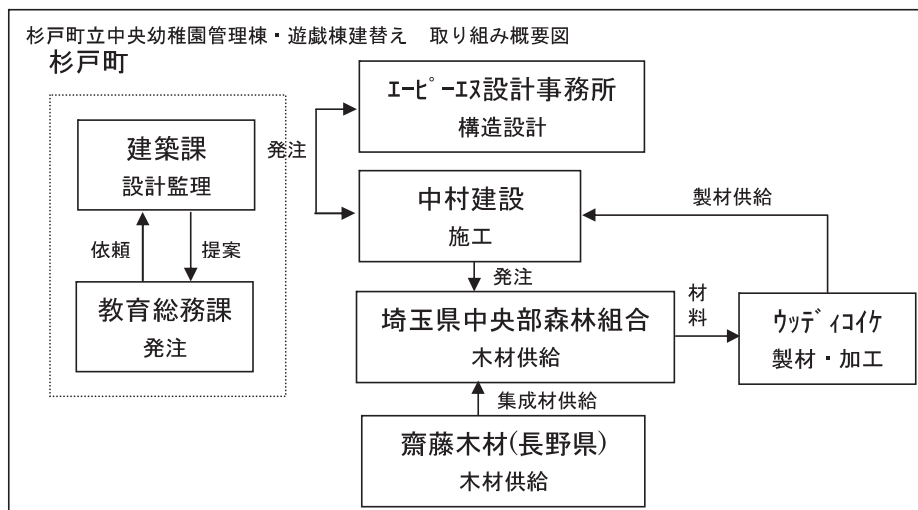 杉戸町立中央幼稚園管理棟・遊戯棟建替え 取り組み概要図
杉戸町
建築課
設計監理
依頼
提案
教育総務課
発注
発注
エーピーエヌ設計事務所
構造設計
中村建設
施工
製材供給
発注
埼玉県中央部森林組合
木材供給
材料
ウッディコイケ
製材・加工
集成材供給
齋藤木材(長野県)
木材供給